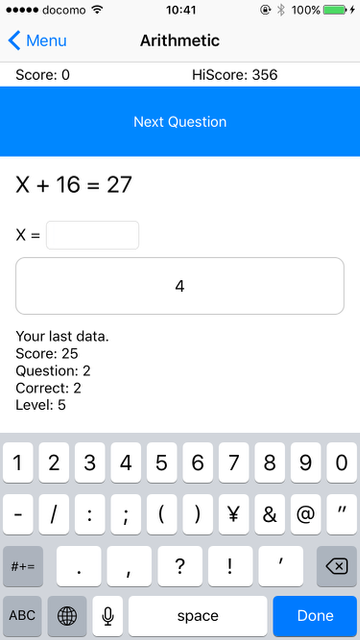 docomo 10:41 100%
Menu Arithmetic
Score: 0 HiScore: 356
Next Question
X + 16 = 27
X =
4
Your last data.
Score: 25
Question: 2
Correct: 2
Level: 5
1 2 3 4 5 6 7 8 9 0
- / : ; ( ) ¥ & @ "
#+= . , ? ! '
ABC space Done